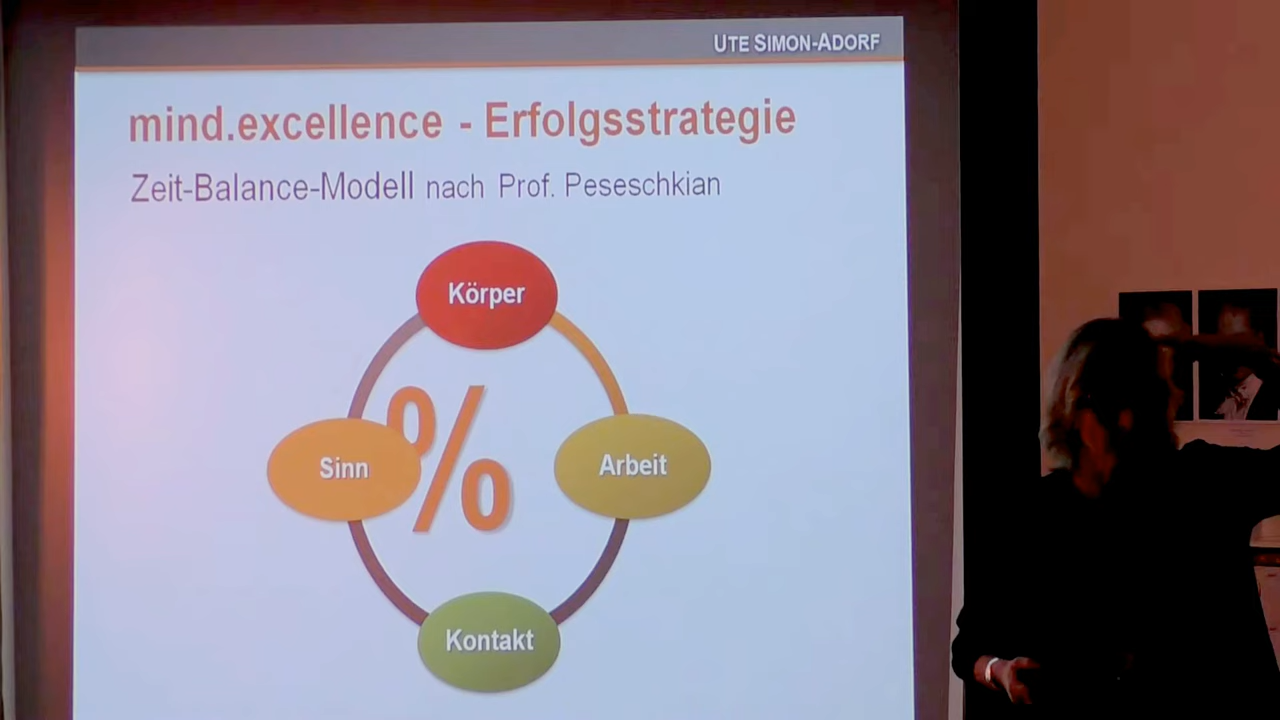 UTE SIMON-ADORF
mind.excellence - Erfolgsstrategie
Zeit-Balance-Modell nach Prof. Peseschkian
Körper
%
Sinn
Arbeit
Kontakt